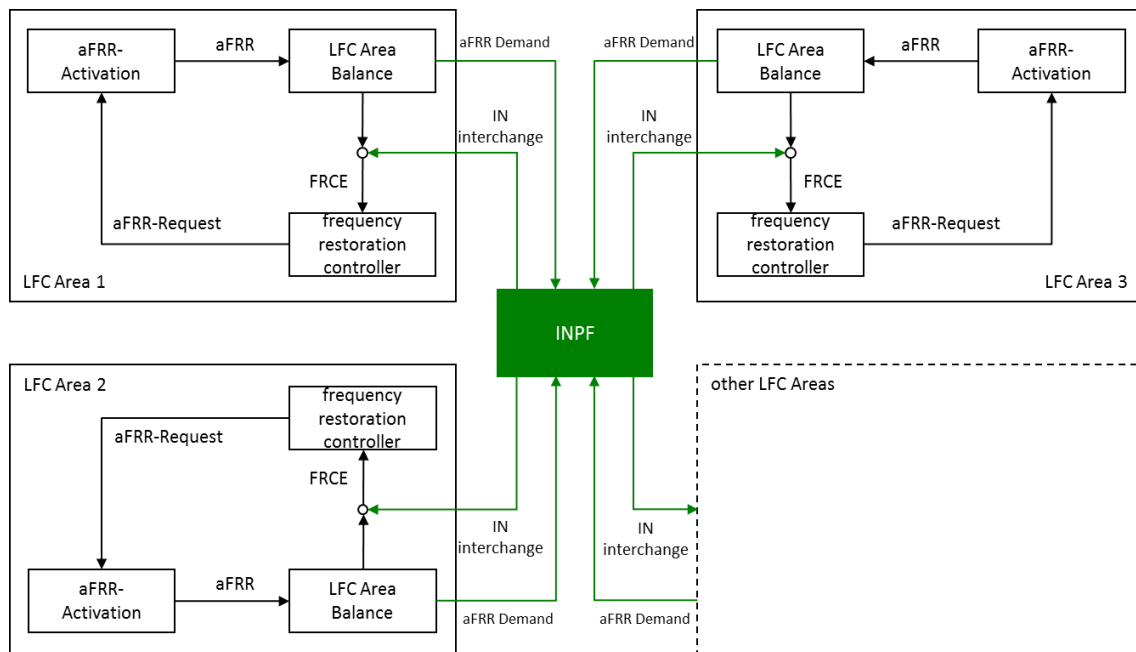 aFRR-
Activation
aFRR
LFC Area
Balance
aFRR Demand
IN
interchange
FRCE
aFRR-Request
frequency
restoration
controller
LFC Area 1
aFRR Demand
LFC Area
Balance
aFRR
aFRR-
Activation
IN
interchange
FRCE
frequency
restoration
controller
aFRR-Request
LFC Area 3
INPF
LFC Area 2
frequency
restoration
controller
aFRR-Request
FRCE
IN
interchange
aFRR-
Activation
aFRR
LFC Area
Balance
aFRR Demand
other LFC Areas
IN
interchange
aFRR Demand